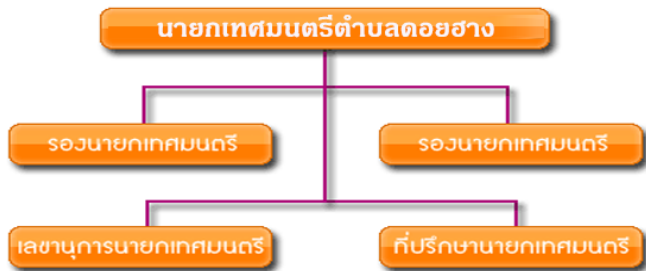 นายกเทศมนตรีตำบลดอยฮาง
รองนายกเทศมนตรี
รองนายกเทศมนตรี
เลขานุการนายกเทศมนตรี
ที่ปรึกษานายกเทศมนตรี